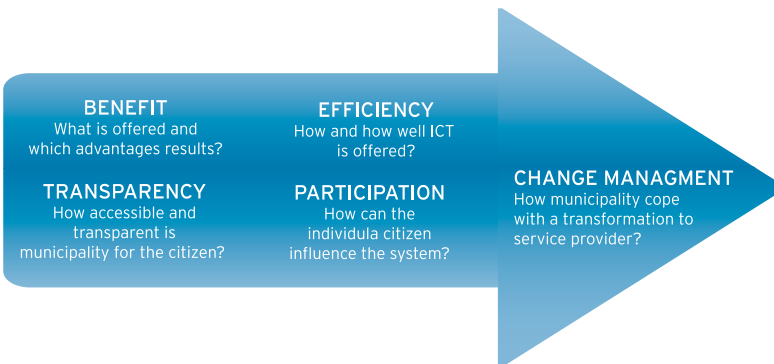 BENEFIT
What is offered and
which advantages results?
EFFICIENCY
How and how well ICT
is offered?
TRANSPARENCY
How accessible and
transparent is
municipality for the citizen?
PARTICIPATION
How can the
individula citizen
influence the system?
CHANGE MANAGMENT
How municipality cope
with a transformation to
service provider?